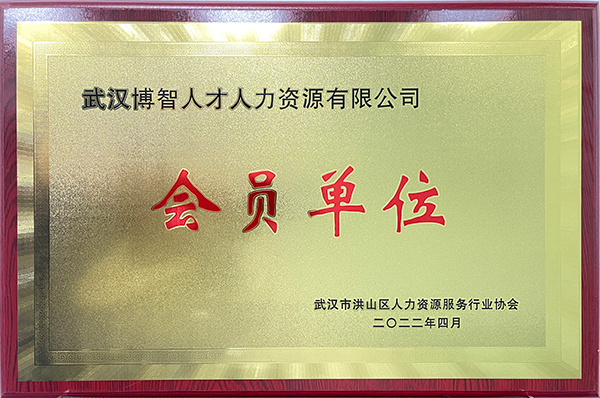 武汉博智人才人力资源有限公司
会员单位
武汉市洪山区人力资源服务行业协会
二〇二二年四月